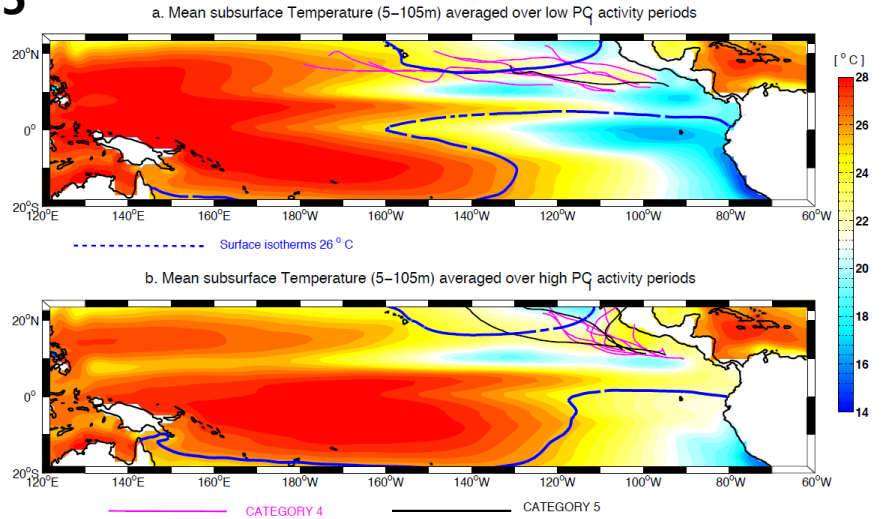 5
a. Mean subsurface Temperature (5–105m) averaged over low PC1 activity periods
20°N
0°
20°S
120°E 140°E 160°E 180°W 160°W 140°W 120°W 100°W 80°W 60°W
Surface isotherms 26 ° C
[ ° C ]
28
26
24
22
20
18
16
14
b. Mean subsurface Temperature (5–105m) averaged over high PC1 activity periods
20°N
0°
20°S
120°E 140°E 160°E 180°W 160°W 140°W 120°W 100°W 80°W 60°W
CATEGORY 4
CATEGORY 5